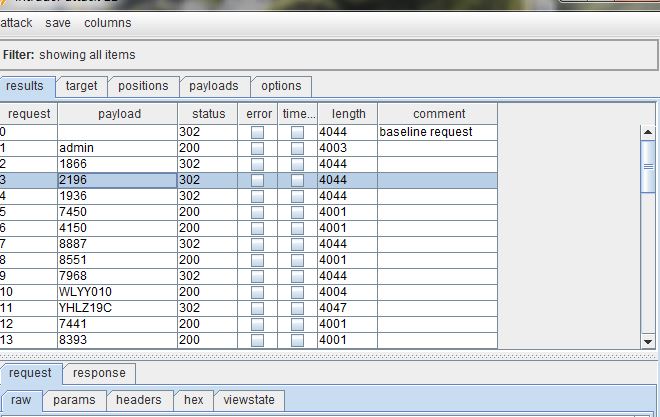 attack save columns
Filter: showing all items
results target positions payloads options
request payload status error time... length comment
0 302 4044 baseline request
1 admin 200 4003
2 1866 302 4044
3 2196 302 4044
4 1936 302 4044
5 7450 200 4001
6 4150 200 4001
7 8887 302 4044
8 8551 200 4001
9 7968 302 4044
10 WLYY010 200 4004
11 YHLZ19C 302 4047
12 7441 200 4001
13 8393 200 4001
request response
raw params headers hex viewstate